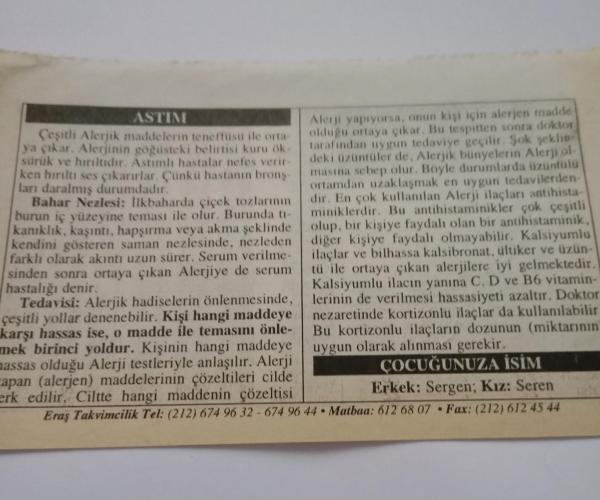 ASTIM
Çeşitli Alerjik maddelerin teneffüsü ile orta-
ya çıkar. Alerjinin göğüsteki belirtisi kuru ök-
sürük ve hırıltıdır. Astımlı hastalar nefes verir-
ken hırıltı ses çıkarırlar. Çünkü hastanın bronş-
ları daralmış durumdadır.
Bahar Nezlesi: İlkbaharda çiçek tozlarının
burun iç yüzeyine teması ile olur. Burunda tı-
kanıklık, kaşıntı, hapşırma veya akma şeklinde
kendini gösteren saman nezlesinde, nezleden
farklı olarak akıntı uzun sürer. Serum verilme-
sinden sonra ortaya çıkan Alerjiye de serum
hastalığı denir.
Tedavisi: Alerjik hadiselerin önlenmesinde,
çeşitli yollar denenebilir. Kişi hangi maddeye
karşı hassas ise, o madde ile temasını önle-
mek birinci yoldur. Kişinin hangi maddeye
hassas olduğu Alerji testleriyle anlaşılır. Alerji
yapan (alerjen) maddelerinin çözeltileri cilde
erk edilir. Ciltte hangi maddenin çözeltisi
Alerji yapıyorsa, onun kişi için alerjen madde
olduğu ortaya çıkar. Bu tespitten sonra doktor
tarafından uygun tedaviye geçilir. Şok şeklin-
deki üzüntüler de, Alerjik bünyelerin Alerji ol-
masına sebep olur. Böyle durumlarda üzüntülü
ortamdan uzaklaşmak en uygun tedavilerden-
dir. En çok kullanılan Alerji ilaçları antihista-
miniklerdir. Bu antihistaminikler çok çeşitli
olup, bir kişiye faydalı olan bir antihistaminik,
diğer kişiye faydalı olmayabilir. Kalsiyumlu
ilaçlar ve bilhassa kalsibronat, ültiker ve üzün-
tü ile ortaya çıkan alerjilere iyi gelmektedir.
Kalsiyumlu ilacın yanına C, D ve B6 vitamin-
lerinin de verilmesi hassasiyeti azaltır. Doktor
nezaretinde kortizonlu ilaçlar da kullanılabilir
Bu kortizonlu ilaçların dozunun (miktarının)
uygun olarak alınması gerekir.
ÇOCUĞUNUZA İSİM
Erkek: Sergen; Kız: Seren
Eraş Takvimcilik Tel: (212) 674 96 32 - 674 96 44 • Matbaa: 612 68 07 • Fax: (212) 612 45 44